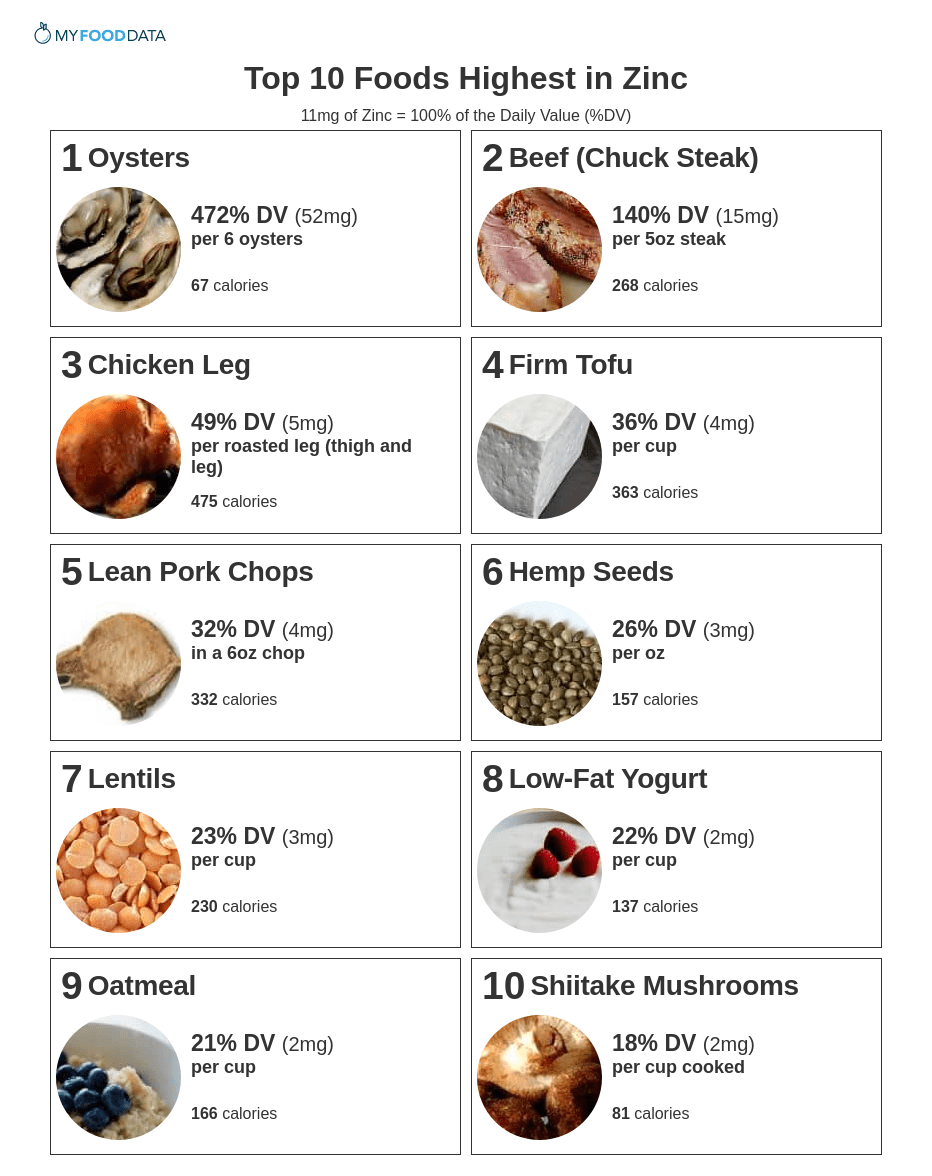 MYFOODDATA
Top 10 Foods Highest in Zinc
11mg of Zinc = 100% of the Daily Value (%DV)
1 Oysters
472% DV (52mg)
per 6 oysters
67 calories
2 Beef (Chuck Steak)
140% DV (15mg)
per 5oz steak
268 calories
3 Chicken Leg
49% DV (5mg)
per roasted leg (thigh and
leg)
475 calories
4 Firm Tofu
36% DV (4mg)
per cup
363 calories
5 Lean Pork Chops
32% DV (4mg)
in a 6oz chop
332 calories
6 Hemp Seeds
26% DV (3mg)
per oz
157 calories
7 Lentils
23% DV (3mg)
per cup
230 calories
8 Low-Fat Yogurt
22% DV (2mg)
per cup
137 calories
9 Oatmeal
21% DV (2mg)
per cup
166 calories
10 Shiitake Mushrooms
18% DV (2mg)
per cup cooked
81 calories